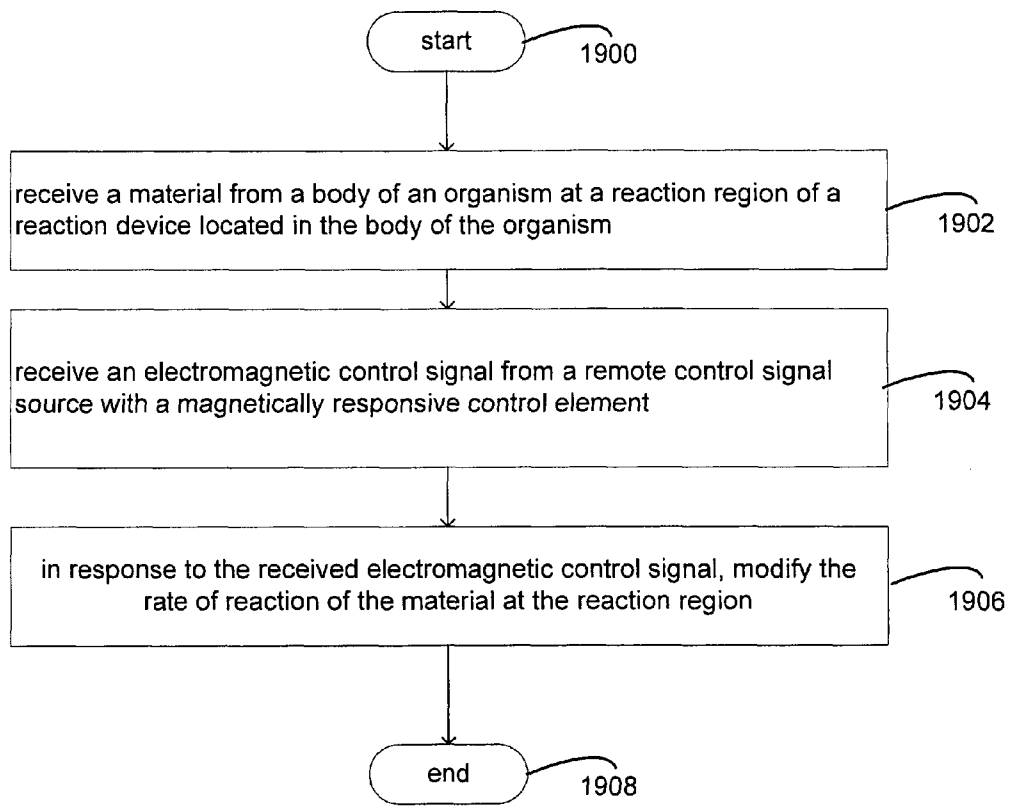 start
1900
receive a material from a body of an organism at a reaction region of a
reaction device located in the body of the organism
1902
receive an electromagnetic control signal from a remote control signal
source with a magnetically responsive control element
1904
in response to the received electromagnetic control signal, modify the
rate of reaction of the material at the reaction region
1906
end
1908